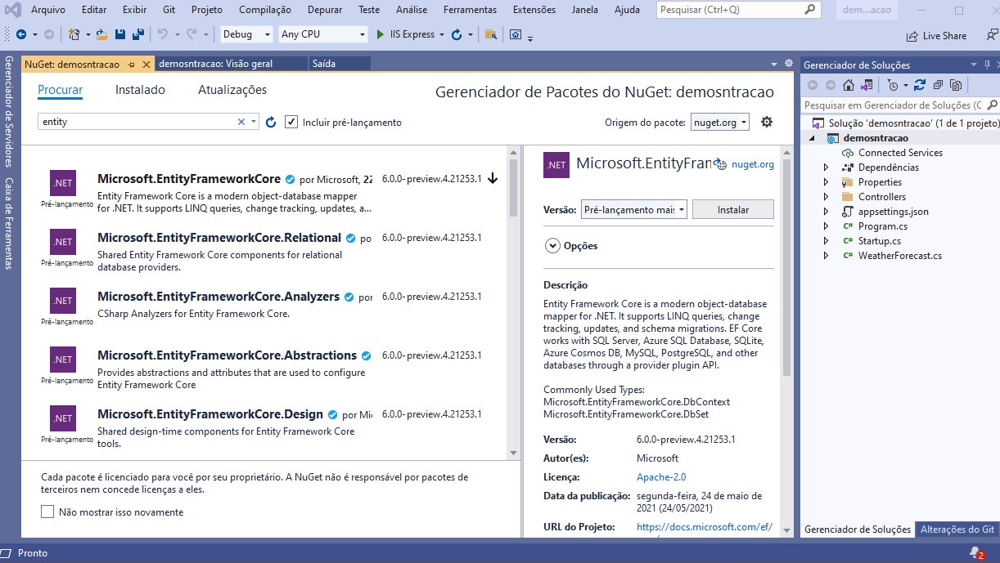 Arquivo Editar Exibir Git Projeto Compilação Depurar Teste Análise Ferramentas Extensões Janela Ajuda Pesquisar (Ctrl+Q) dem...acao
Debug Any CPU IIS Express Live Share
Gerenciador de Servidores
Caixa de Ferramentas
NuGet: demosntracao demosntracao: Visão geral Saída
Procurar Instalado Atualizações
Gerenciador de Pacotes do NuGet: demosntracao
entity
Incluir pré-lançamento
Origem do pacote: nuget.org
.NET
Pré-lançamento
Microsoft.EntityFrameworkCore por Microsoft, 22 6.0.0-preview.4.21253.1
Entity Framework Core is a modern object-database mapper
for .NET. It supports LINQ queries, change tracking, updates, a...
.NET
Pré-lançamento
Microsoft.EntityFrameworkCore.Relational po 6.0.0-preview.4.21253.1
Shared Entity Framework Core components for relational
database providers.
.NET
Pré-lançamento
Microsoft.EntityFrameworkCore.Analyzers por 6.0.0-preview.4.21253.1
CSharp Analyzers for Entity Framework Core.
.NET
Pré-lançamento
Microsoft.EntityFrameworkCore.Abstractions 6.0.0-preview.4.21253.1
Provides abstractions and attributes that are used to configure
Entity Framework Core
.NET
Pré-lançamento
Microsoft.EntityFrameworkCore.Design por Mi 6.0.0-preview.4.21253.1
Shared design-time components for Entity Framework Core
tools.
Cada pacote é licenciado para você por seu proprietário. A NuGet não é responsável por pacotes de
terceiros nem concede licenças a eles.
Não mostrar isso novamente
.NET
Microsoft.EntityFran nuget.org
Versão: Pré-lançamento mais Instalar
Opções
Descrição
Entity Framework Core is a modern object-database
mapper for .NET. It supports LINQ queries, change
tracking, updates, and schema migrations. EF Core
works with SQL Server, Azure SQL Database, SQLite,
Azure Cosmos DB, MySQL, PostgreSQL, and other
databases through a provider plugin API.
Commonly Used Types:
Microsoft.EntityFrameworkCore.DbContext
Microsoft.EntityFrameworkCore.DbSet
Versão: 6.0.0-preview.4.21253.1
Autor(es): Microsoft
Licença: Apache-2.0
Data da publicação: segunda-feira, 24 de maio de
2021 (24/05/2021)
URL do Projeto: https://docs.microsoft.com/ef/
Gerenciador de Soluções
Pesquisar em Gerenciador de Soluções (C
Solução 'demosntracao' (1 de 1 projeto)
demosntracao
Connected Services
Dependências
Properties
Controllers
appsettings.json
C# Program.cs
C# Startup.cs
C# WeatherForecast.cs
Gerenciador de Soluções Alterações do Git
Pronto 2